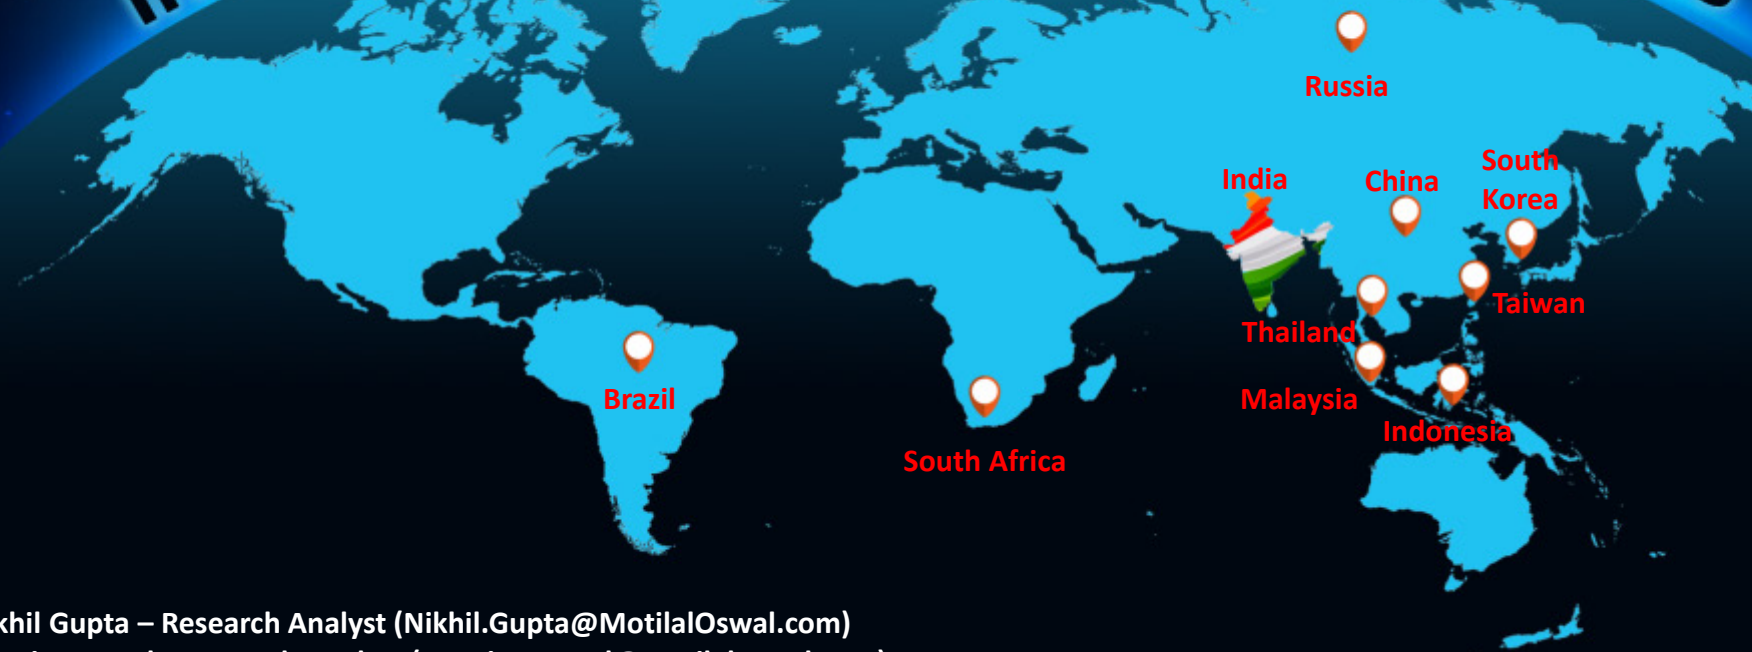 Russia
South
Korea
India
China
Taiwan
Thailand
Brazil
Malaysia
Indonesia
South Africa
Gupta – Research Analyst (Nikhil.Gupta@MotilalOswal.com)